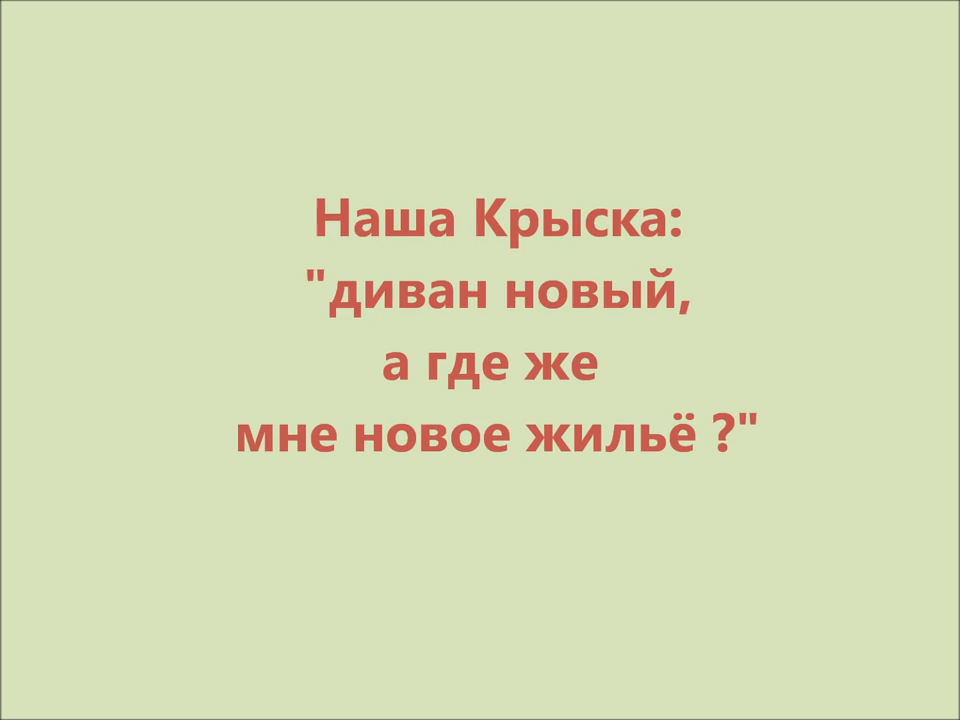 Наша Крыска:
"диван новый,
а где же
мне новое жильё ?"